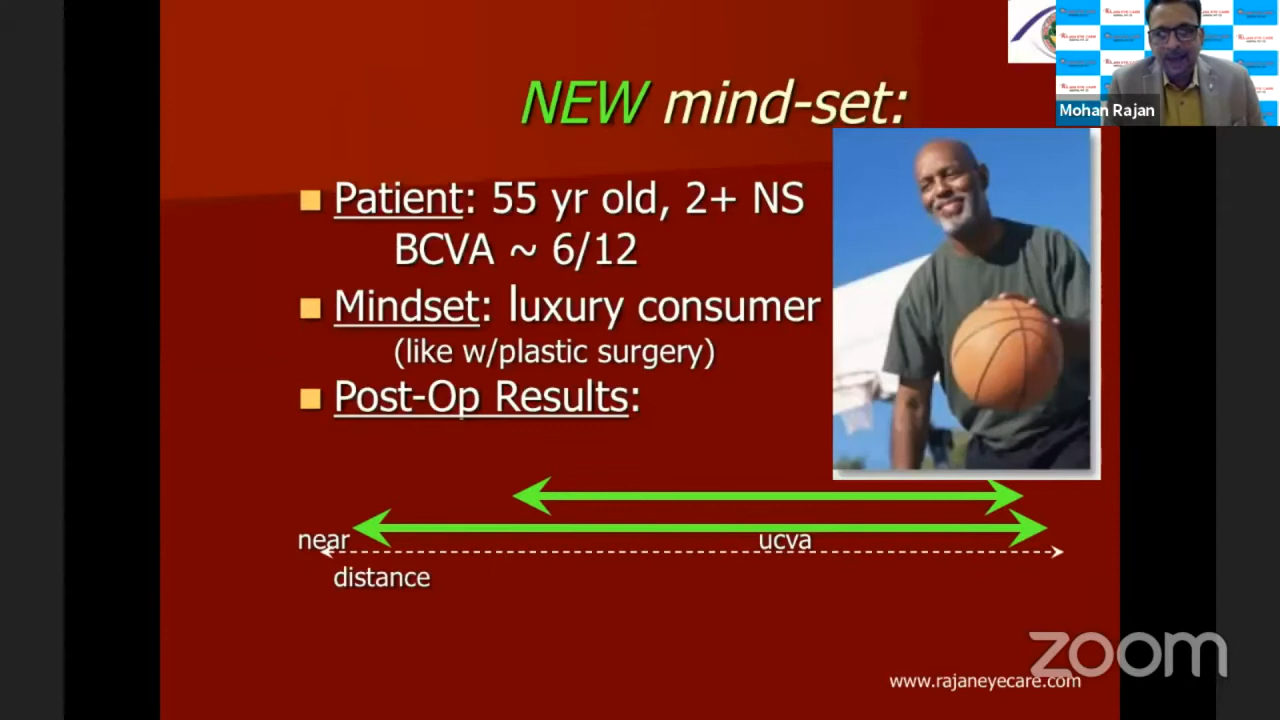 NEW mind-set:
Patient: 55 yr old, 2+ NS
BCVA ~ 6/12
Mindset: luxury consumer
(like w/plastic surgery)
Post-Op Results:
near
ucva
distance
www.rajaneyecare.com
zoom
Mohan Rajan